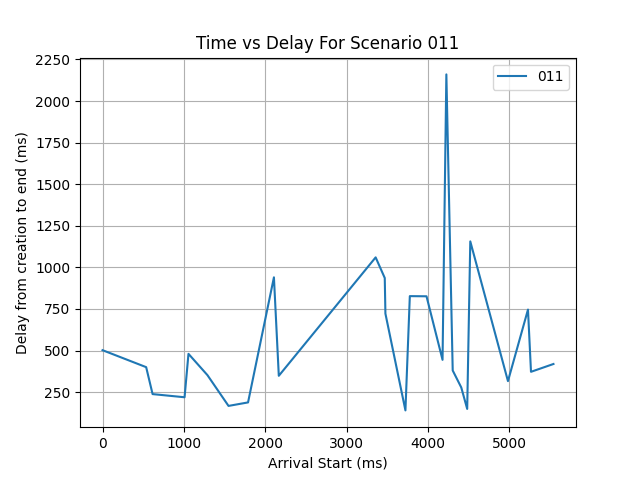 Time vs Delay For Scenario 011
011
Delay from creation to end (ms)
2250
2000
1750
1500
1250
1000
750
500
250
0 1000 2000 3000 4000 5000
Arrival Start (ms)